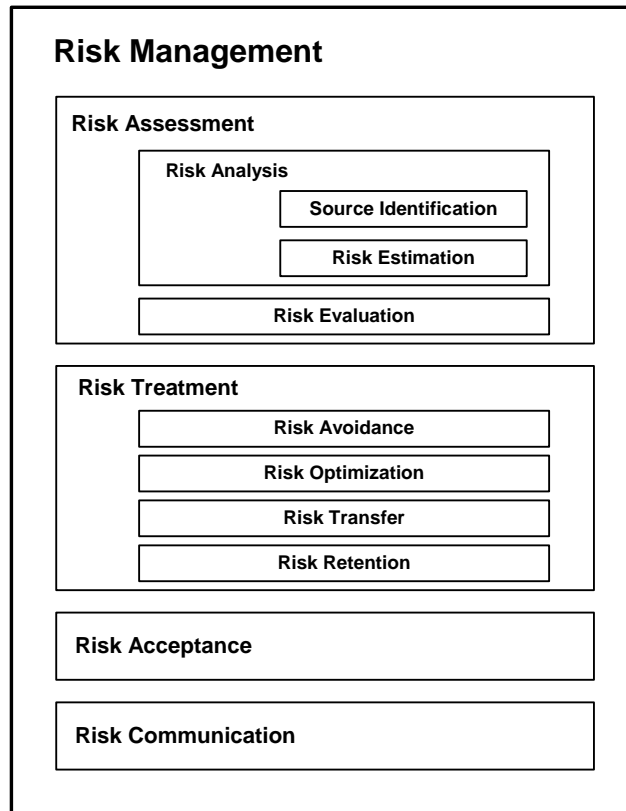 Risk Management
Risk Assessment
Risk Analysis
Source Identification
Risk Estimation
Risk Evaluation
Risk Treatment
Risk Avoidance
Risk Optimization
Risk Transfer
Risk Retention
Risk Acceptance
Risk Communication